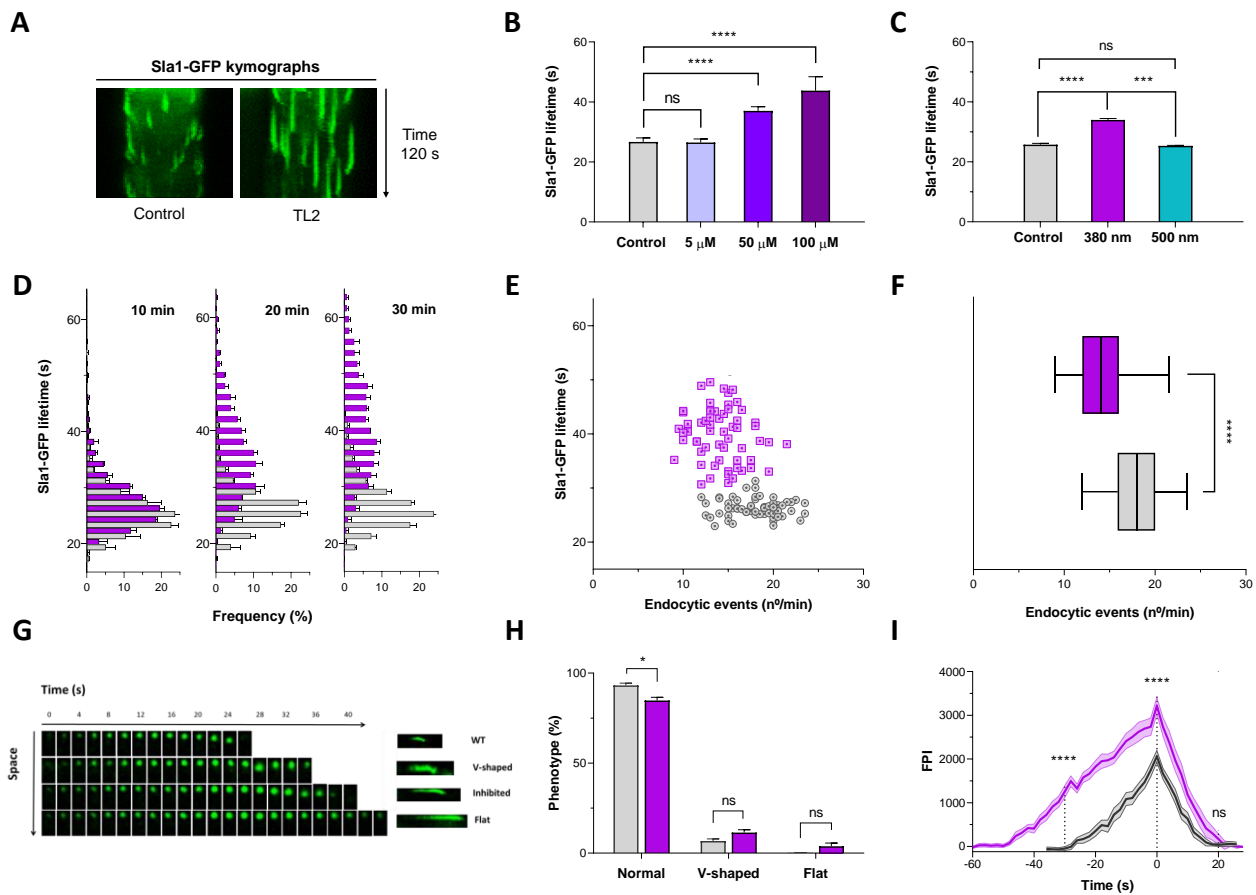 A
Sla1-GFP kymographs
Time
120 s
Control
TL2
B
Sla1-GFP lifetime (s)
60
40
20
0
ns
****
****
Control
5 μM
50 μM
100 μM
C
Sla1-GFP lifetime (s)
60
40
20
0
ns
****
***
Control
380 nm
500 nm
D
Sla1-GFP lifetime (s)
10 min
20 min
30 min
60
40
20
60
40
20
60
40
20
0
10
20
0
10
20
0
10
20
Frequency (%)
E
Sla1-GFP lifetime (s)
60
40
20
0
10
20
30
Endocytic events (nº/min)
F
****
0
10
20
30
Endocytic events (nº/min)
G
Time (s)
0 4 6 8 10 12 16 20 24 28 32 36 40
Space
WT
V-shaped
Inhibited
Flat
H
Phenotype (%)
100
50
0
*
ns
ns
Normal
V-shaped
Flat
I
FPI
4000
3000
2000
1000
0
****
****
ns
-60
-40
-20
0
20
Time (s)